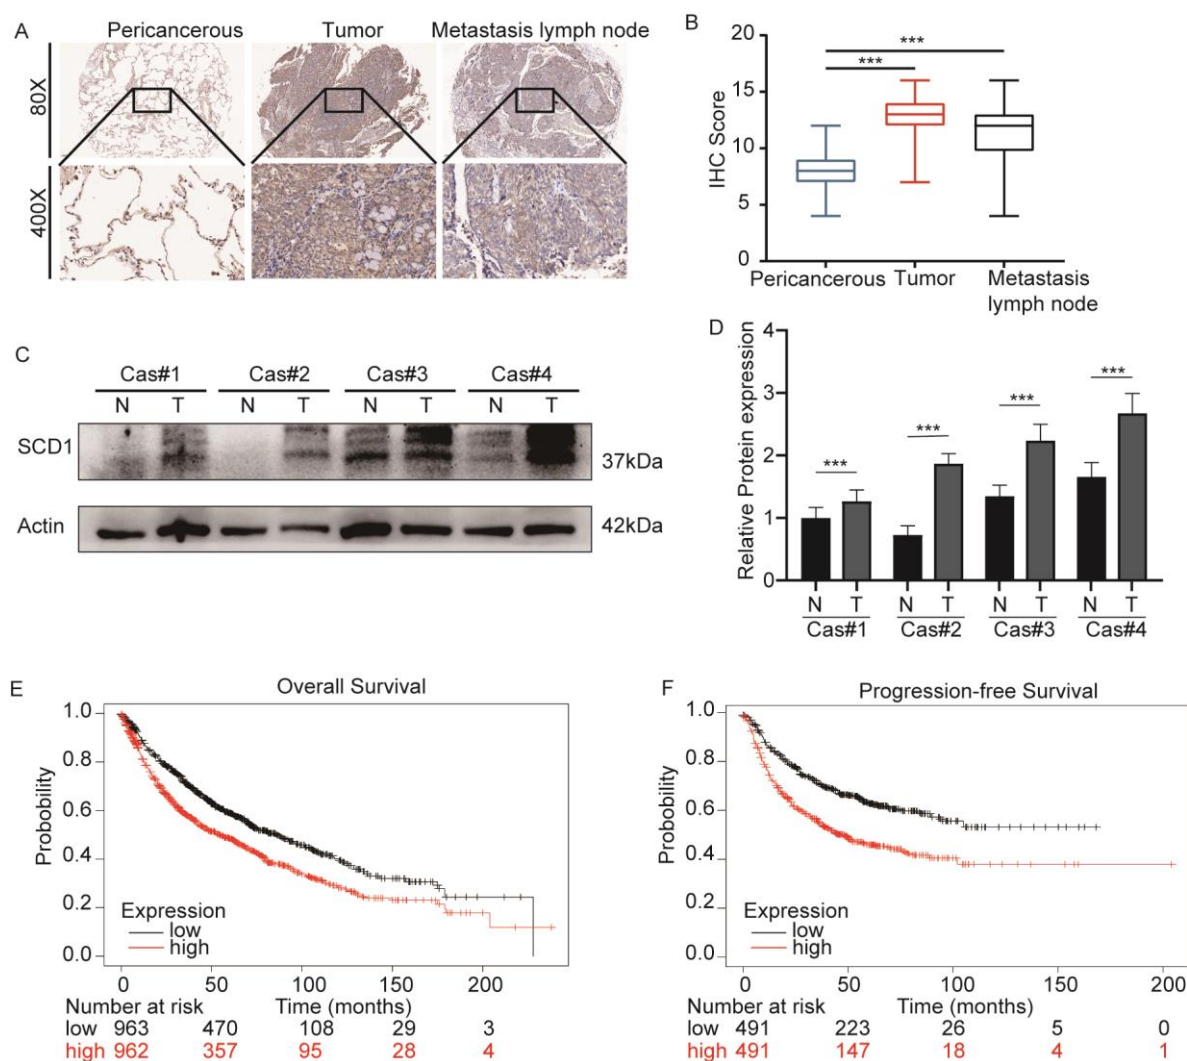 A
Pericancerous Tumor Metastasis lymph node
80X
400X
B
***
***
20
15
10
5
0
IHC Score
Pericancerous Tumor Metastasis
lymph node
C
Cas#1 Cas#2 Cas#3 Cas#4
N T N T N T N T
SCD1
37kDa
Actin
42kDa
D
4
3
2
1
0
Relative Protein expression
***
***
***
***
N T N T N T N T
Cas#1 Cas#2 Cas#3 Cas#4
E
Overall Survival
1.0
0.8
0.6
0.4
0.2
0.0
Probobility
Expression
low
high
0 50 100 150 200
Number at risk Time (months)
low 963 470 108 29 3
high 962 357 95 28 4
F
Progression-free Survival
1.0
0.8
0.6
0.4
0.2
0.0
Probobility
Expression
low
high
0 50 100 150 200
Number at risk Time (months)
low 491 223 26 5 0
high 491 147 18 4 1